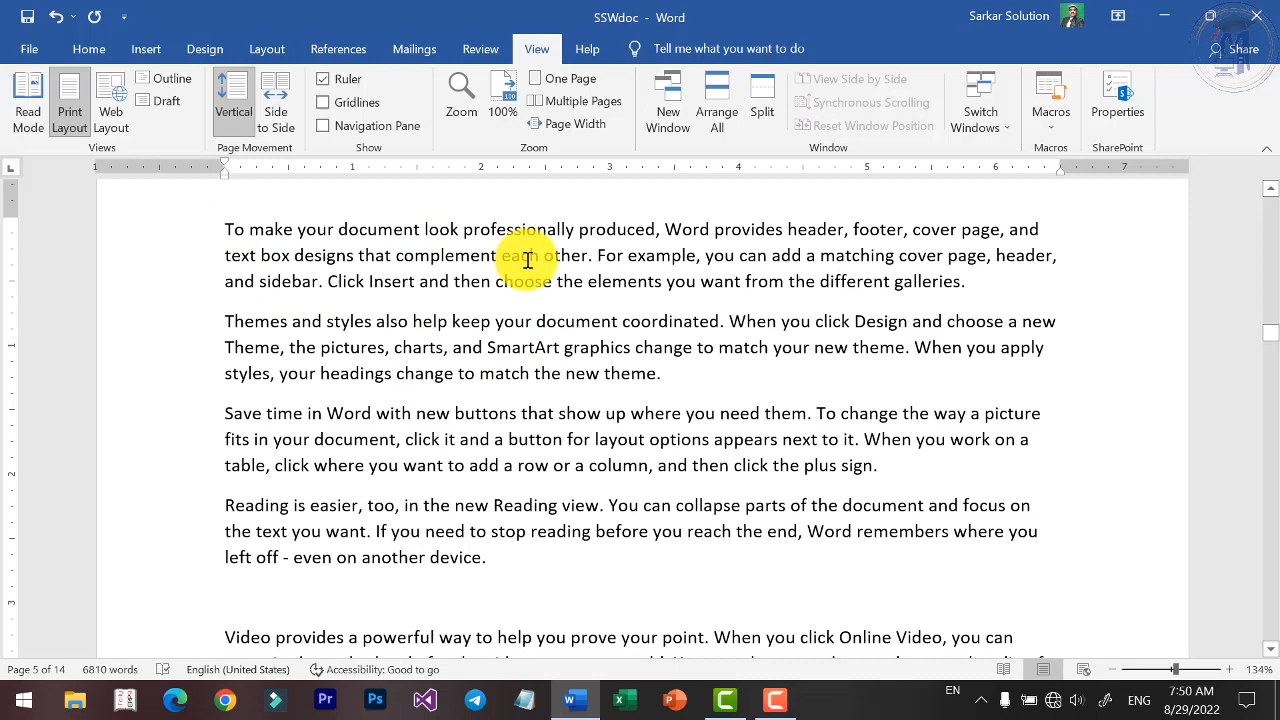 SSWdoc - Word
Sarkar Solution
File Home Insert Design Layout References Mailings Review View Help Tell me what you want to do Share
Read Mode
Print Layout
Web Layout
Outline
Draft
Views
Vertical
Side to Side
Page Movement
Ruler
Gridlines
Navigation Pane
Show
Zoom
100
100%
One Page
Multiple Pages
Page Width
Zoom
New Window
Arrange All
Split
View Side by Side
Synchronous Scrolling
Reset Window Position
Switch Windows
Window
Macros
Macros
Properties
SharePoint
1 1 2 3 4 5 6 7
To make your document look professionally produced, Word provides header, footer, cover page, and
text box designs that complement each other. For example, you can add a matching cover page, header,
and sidebar. Click Insert and then choose the elements you want from the different galleries.
Themes and styles also help keep your document coordinated. When you click Design and choose a new
Theme, the pictures, charts, and SmartArt graphics change to match your new theme. When you apply
styles, your headings change to match the new theme.
Save time in Word with new buttons that show up where you need them. To change the way a picture
fits in your document, click it and a button for layout options appears next to it. When you work on a
table, click where you want to add a row or a column, and then click the plus sign.
Reading is easier, too, in the new Reading view. You can collapse parts of the document and focus on
the text you want. If you need to stop reading before you reach the end, Word remembers where you
left off - even on another device.
Video provides a powerful way to help you prove your point. When you click Online Video, you can
1
2
3
Page 5 of 14 6810 words English (United States) Accessibility: Good to go 134%
Pr Ps EN ENG
7:50 AM
8/29/2022